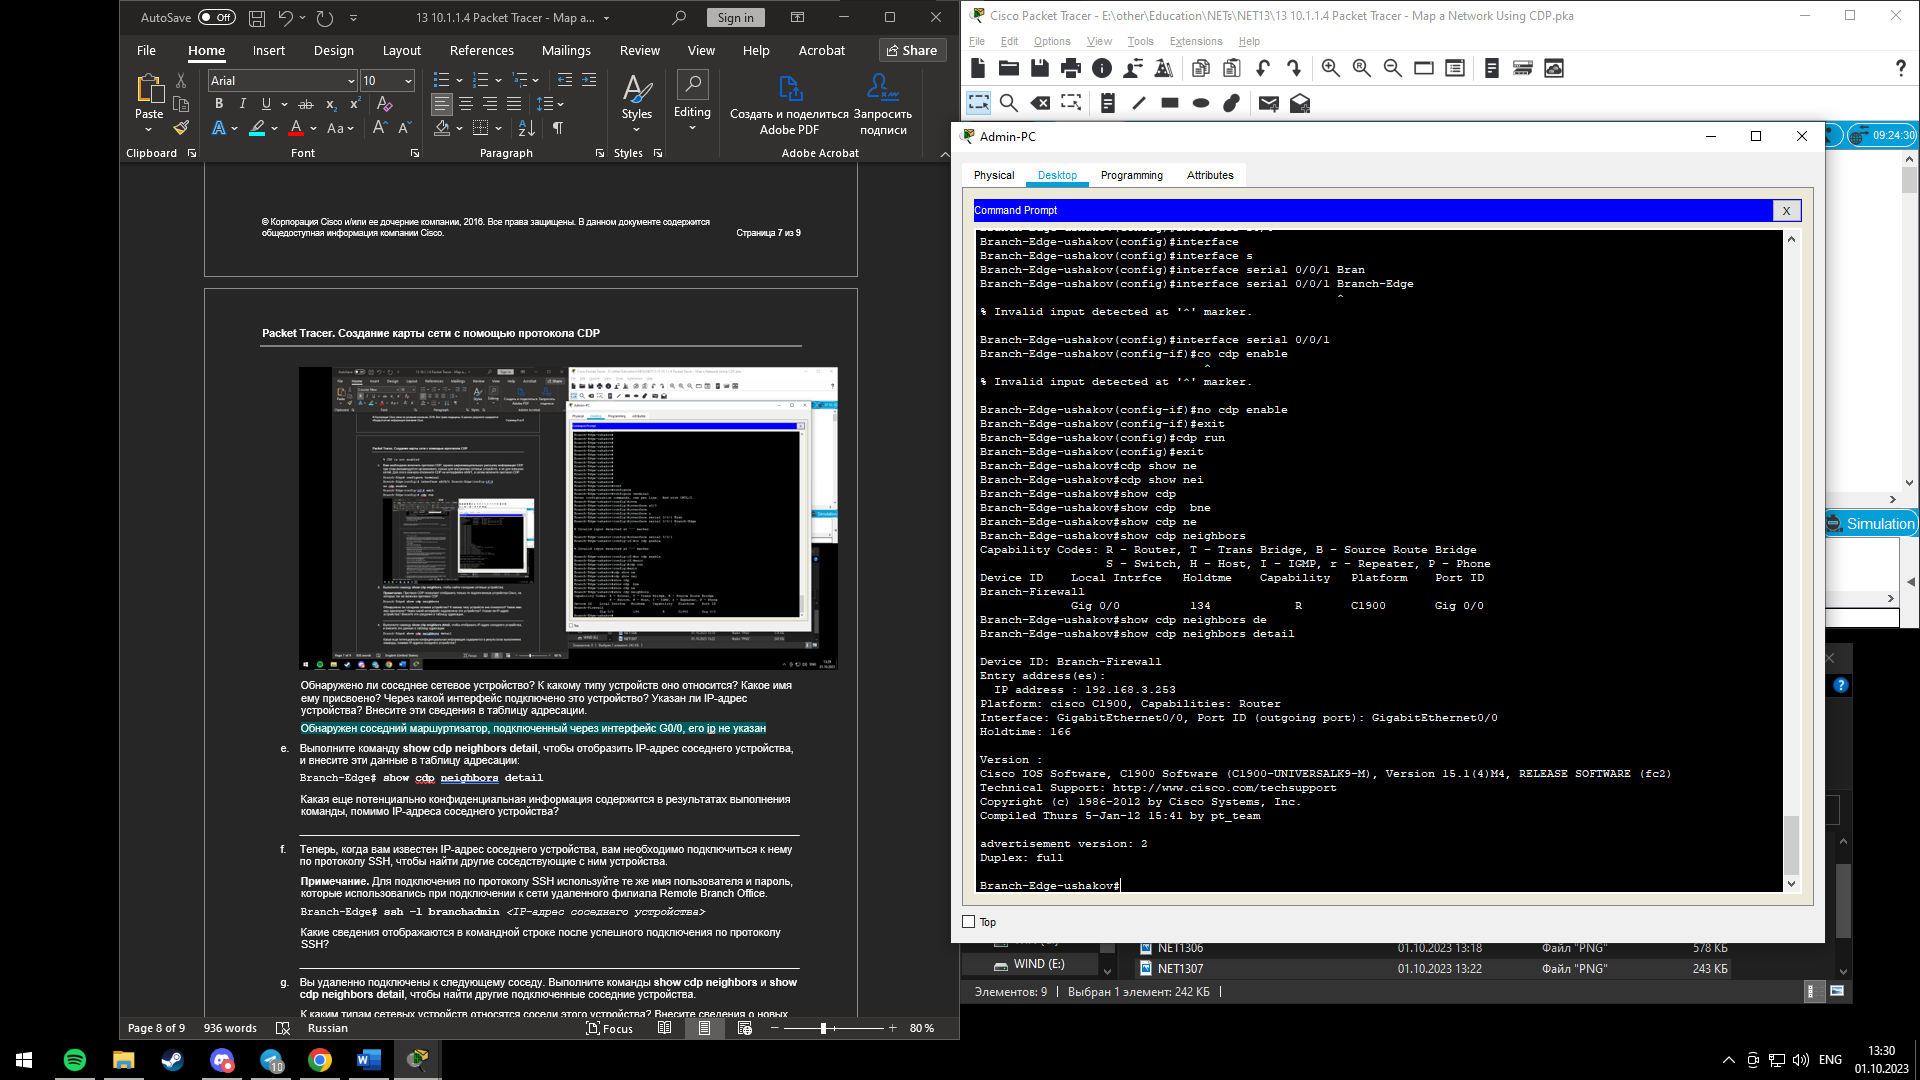 AutoSave Off
13 10.1.1.4 Packet Tracer - Map a...
Sign in
File Home Insert Design Layout References Mailings Review View Help Acrobat Share
Arial 10
Paste
Styles
Editing
Создать и поделиться Adobe PDF
Запросить подписи
Clipboard Font Paragraph Styles Adobe Acrobat
© Корпорация Cisco и/или ее дочерние компании, 2016. Все права защищены. В данном документе содержится
общедоступная информация компании Cisco. Страница 7 из 9
Packet Tracer. Создание карты сети с помощью протокола CDP
Обнаружено ли соседнее сетевое устройство? К какому типу устройств оно относится? Какое имя
ему присвоено? Через какой интерфейс подключено это устройство? Указан ли IP-адрес
устройства? Внесите эти сведения в таблицу адресации.
Обнаружен соседний маршуртизатор, подключенный через интерфейс G0/0, его ip не указан
e. Выполните команду show cdp neighbors detail, чтобы отобразить IP-адрес соседнего устройства,
и внесите эти данные в таблицу адресации:
Branch-Edge# show cdp neighbors detail
Какая еще потенциально конфиденциальная информация содержится в результатах выполнения
команды, помимо IP-адреса соседнего устройства?
f. Теперь, когда вам известен IP-адрес соседнего устройства, вам необходимо подключиться к нему
по протоколу SSH, чтобы найти другие соседствующие с ним устройства.
Примечание. Для подключения по протоколу SSH используйте те же имя пользователя и пароль,
которые использовались при подключении к сети удаленного филиала Remote Branch Office.
Branch-Edge# ssh -l branchadmin <IP-адрес соседнего устройства>
Какие сведения отображаются в командной строке после успешного подключения по протоколу
SSH?
g. Вы удаленно подключены к следующему соседу. Выполните команды show cdp neighbors и show
cdp neighbors detail, чтобы найти другие подключенные соседние устройства.
К каким типам сетевых устройств относятся соседи этого устройства? Внесите сведения о новых
Page 8 of 9 936 words Russian Focus 80 %
Cisco Packet Tracer - E:\other\Education\NETs\NET13\13 10.1.1.4 Packet Tracer - Map a Network Using CDP.pka
File Edit Options View Tools Extensions Help
09:24:30
Admin-PC
Physical Desktop Programming Attributes
Command Prompt X
Branch-Edge-ushakov(config)#interface
Branch-Edge-ushakov(config)#interface s
Branch-Edge-ushakov(config)#interface serial 0/0/1 Bran
Branch-Edge-ushakov(config)#interface serial 0/0/1 Branch-Edge
^
% Invalid input detected at '^' marker.
Branch-Edge-ushakov(config)#interface serial 0/0/1
Branch-Edge-ushakov(config-if)#co cdp enable
^
% Invalid input detected at '^' marker.
Branch-Edge-ushakov(config-if)#no cdp enable
Branch-Edge-ushakov(config-if)#exit
Branch-Edge-ushakov(config)#cdp run
Branch-Edge-ushakov(config)#exit
Branch-Edge-ushakov#cdp show ne
Branch-Edge-ushakov#cdp show nei
Branch-Edge-ushakov#show cdp
Branch-Edge-ushakov#show cdp  bne
Branch-Edge-ushakov#show cdp ne
Branch-Edge-ushakov#show cdp neighbors
Capability Codes: R - Router, T - Trans Bridge, B - Source Route Bridge
S - Switch, H - Host, I - IGMP, r - Repeater, P - Phone
Device ID Local Intrfce Holdtme Capability Platform Port ID
Branch-Firewall
Gig 0/0 134 R C1900 Gig 0/0
Branch-Edge-ushakov#show cdp neighbors de
Branch-Edge-ushakov#show cdp neighbors detail
Device ID: Branch-Firewall
Entry address(es):
IP address : 192.168.3.253
Platform: cisco C1900, Capabilities: Router
Interface: GigabitEthernet0/0, Port ID (outgoing port): GigabitEthernet0/0
Holdtime: 166
Version :
Cisco IOS Software, C1900 Software (C1900-UNIVERSALK9-M), Version 15.1(4)M4, RELEASE SOFTWARE (fc2)
Technical Support: http://www.cisco.com/techsupport
Copyright (c) 1986-2012 by Cisco Systems, Inc.
Compiled Thurs 5-Jan-12 15:41 by pt_team
advertisement version: 2
Duplex: full
Branch-Edge-ushakov#
Top
Simulation
NET1306 01.10.2023 13:18 Файл "PNG" 578 КБ
WIND (E:)
NET1307 01.10.2023 13:22 Файл "PNG" 243 КБ
Элементов: 9 Выбран 1 элемент: 242 КБ
10
ENG
13:30
01.10.2023